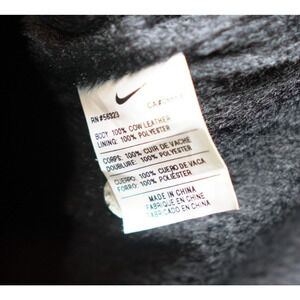 RN #56323
BODY: 100% COW LEATHER
LINING: 100% POLYESTER
CORPS: 100% CUIR DE VACHE
DOUBLURE: 100% POLYESTER
CUERPO: 100% CUERO DE VACA
FORRO: 100% POLIÉSTER
MADE IN CHINA
FABRIQUE EN CHINE
FABRICADO EN CHINA